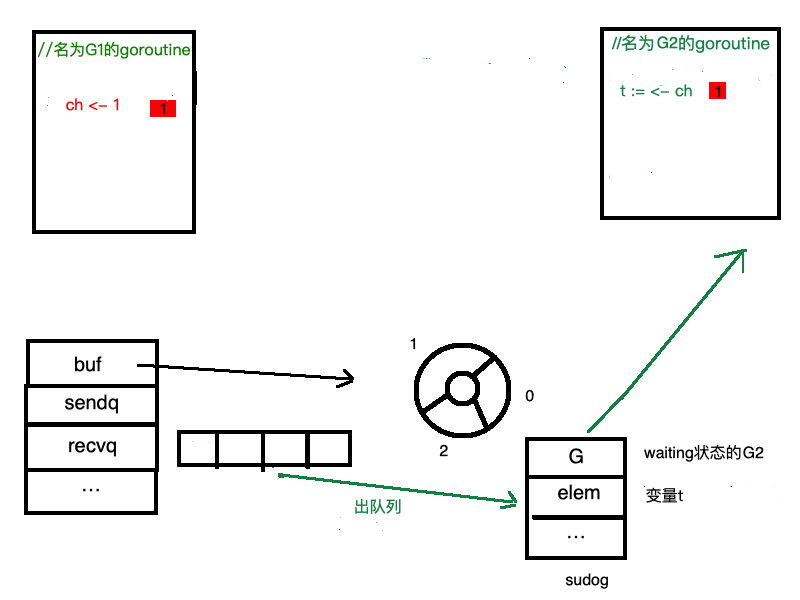 //名为G1的goroutine
ch <- 1
1
//名为G2的goroutine
t := <- ch
1
buf
sendq
recvq
...
1
0
2
出队列
G
elem
...
waiting状态的G2
变量t
sudog